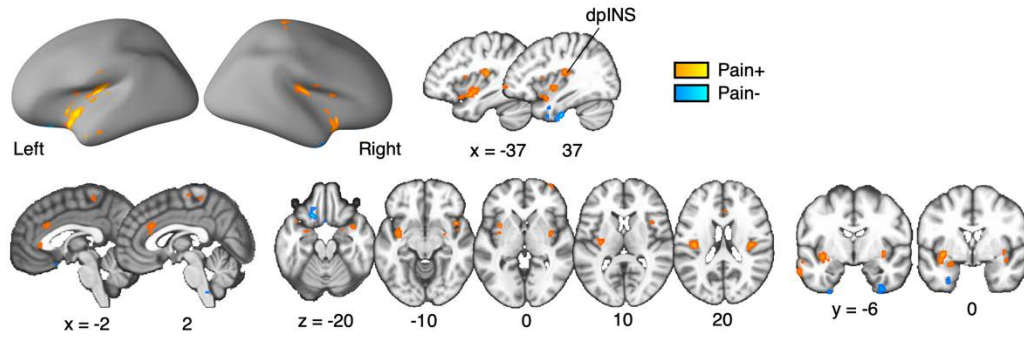 dpINS
Pain+
Pain-
Left
Right
x = -37
37
x = -2
2
z = -20
-10
0
10
20
y = -6
0